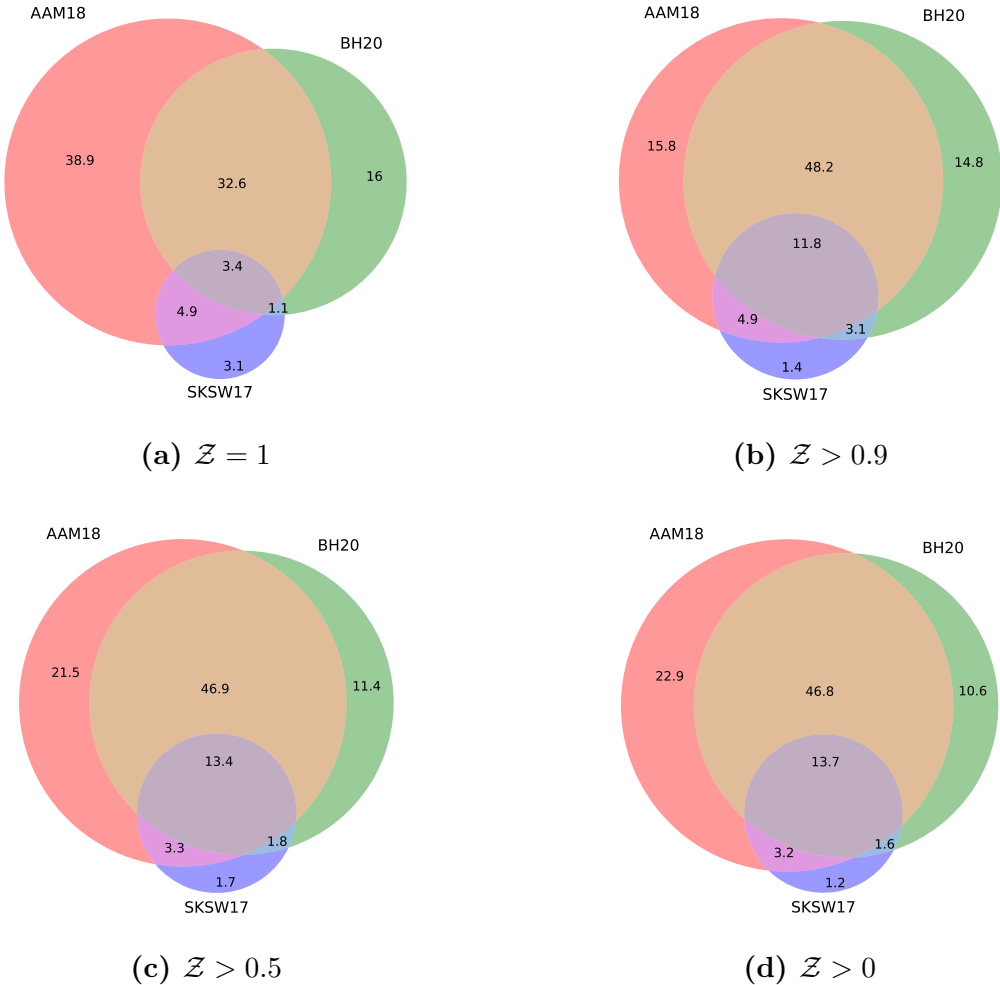 AAM18
BH20
38.9
32.6
16
3.4
4.9
1.1
3.1
SKSW17
(a) 𝒵 = 1
AAM18
BH20
15.8
48.2
14.8
11.8
4.9
3.1
1.4
SKSW17
(b) 𝒵 > 0.9
AAM18
BH20
21.5
46.9
11.4
13.4
3.3
1.8
1.7
SKSW17
(c) 𝒵 > 0.5
AAM18
BH20
22.9
46.8
10.6
13.7
3.2
1.6
1.2
SKSW17
(d) 𝒵 > 0